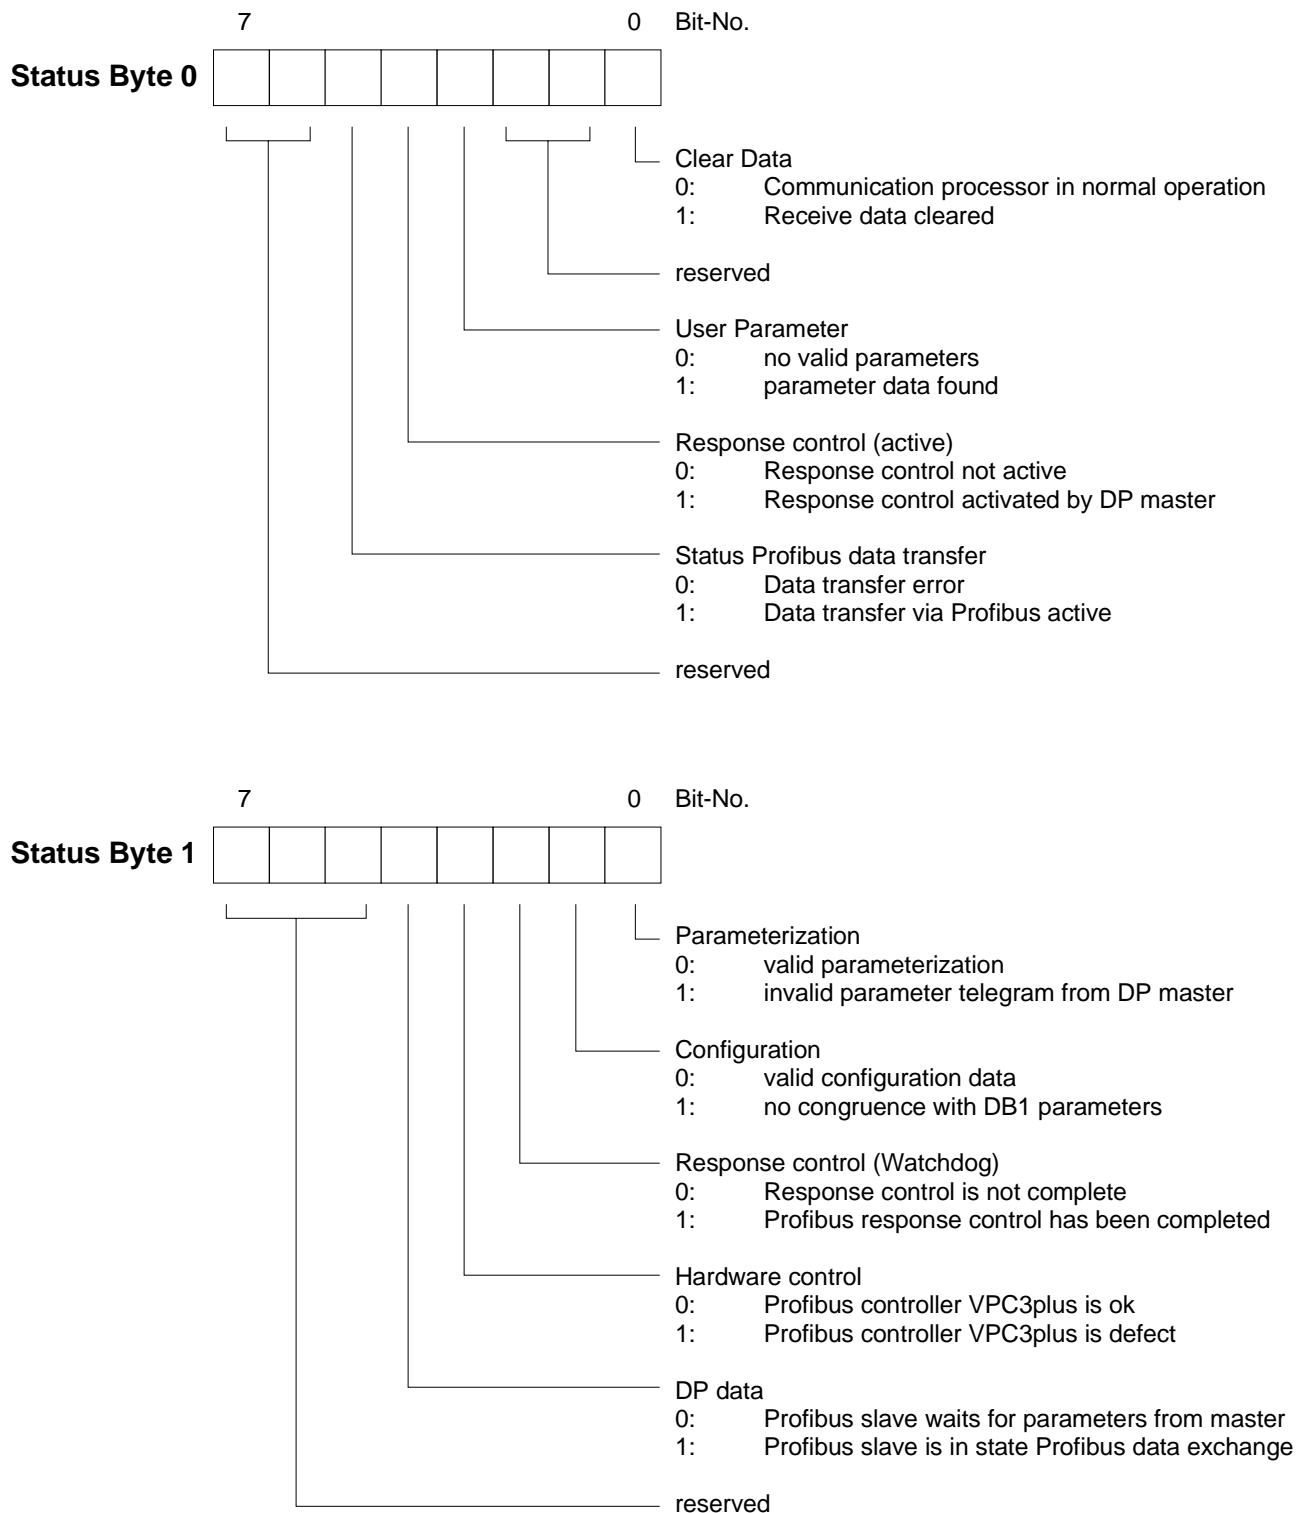 7 0 Bit-No.
Status Byte 0
Clear Data
0: Communication processor in normal operation
1: Receive data cleared
reserved
User Parameter
0: no valid parameters
1: parameter data found
Response control (active)
0: Response control not active
1: Response control activated by DP master
Status Profibus data transfer
0: Data transfer error
1: Data transfer via Profibus active
reserved
7 0 Bit-No.
Status Byte 1
Parameterization
0: valid parameterization
1: invalid parameter telegram from DP master
Configuration
0: valid configuration data
1: no congruence with DB1 parameters
Response control (Watchdog)
0: Response control is not complete
1: Profibus response control has been completed
Hardware control
0: Profibus controller VPC3plus is ok
1: Profibus controller VPC3plus is defect
DP data
0: Profibus slave waits for parameters from master
1: Profibus slave is in state Profibus data exchange
reserved